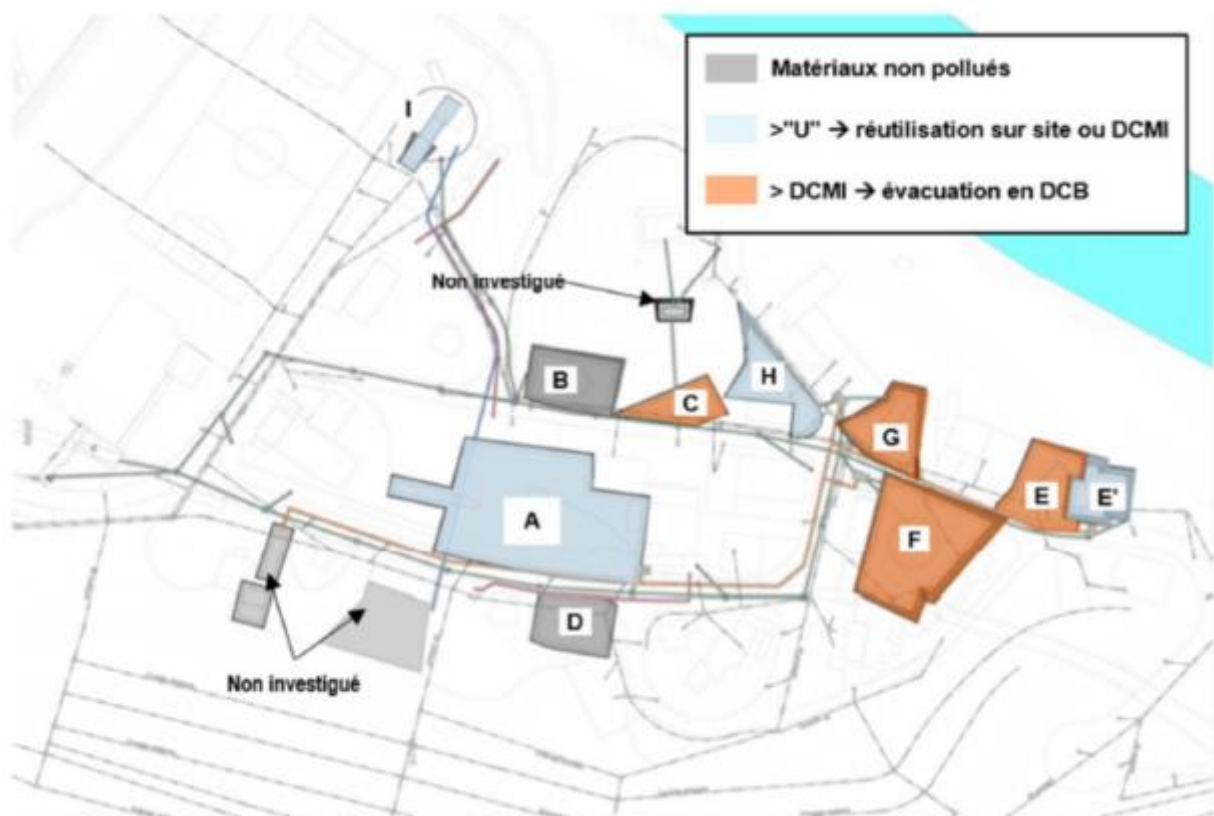 Matériaux non pollués
>"U" → réutilisation sur site ou DCMI
> DCMI → évacuation en DCB
I
Non investigué
B
C
H
G
A
E
E'
F
D
Non investigué